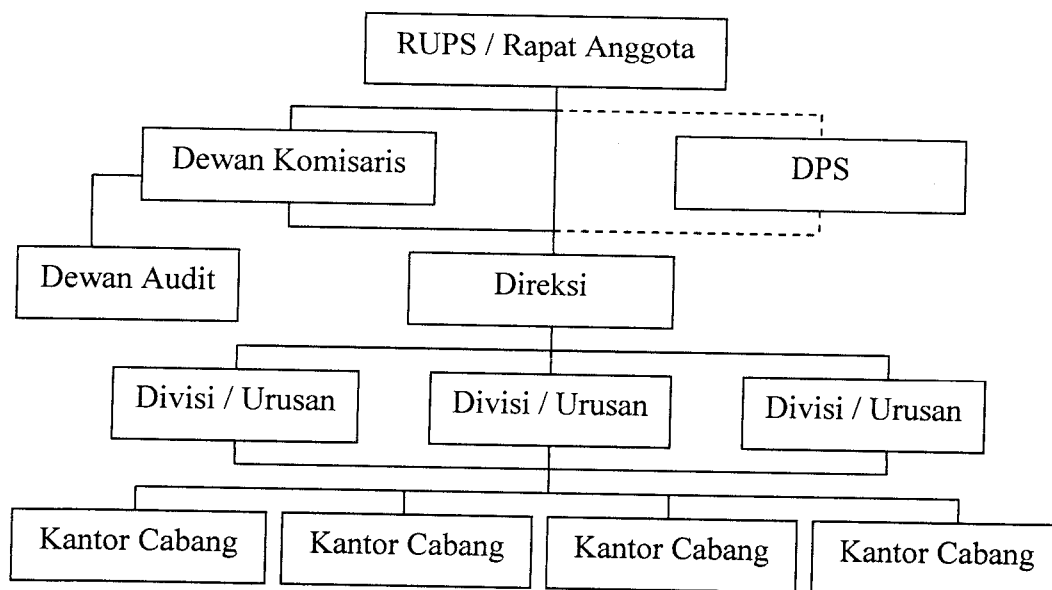 RUPS / Rapat Anggota
Dewan Komisaris
DPS
Dewan Audit
Direksi
Divisi / Urusan
Divisi / Urusan
Divisi / Urusan
Kantor Cabang
Kantor Cabang
Kantor Cabang
Kantor Cabang